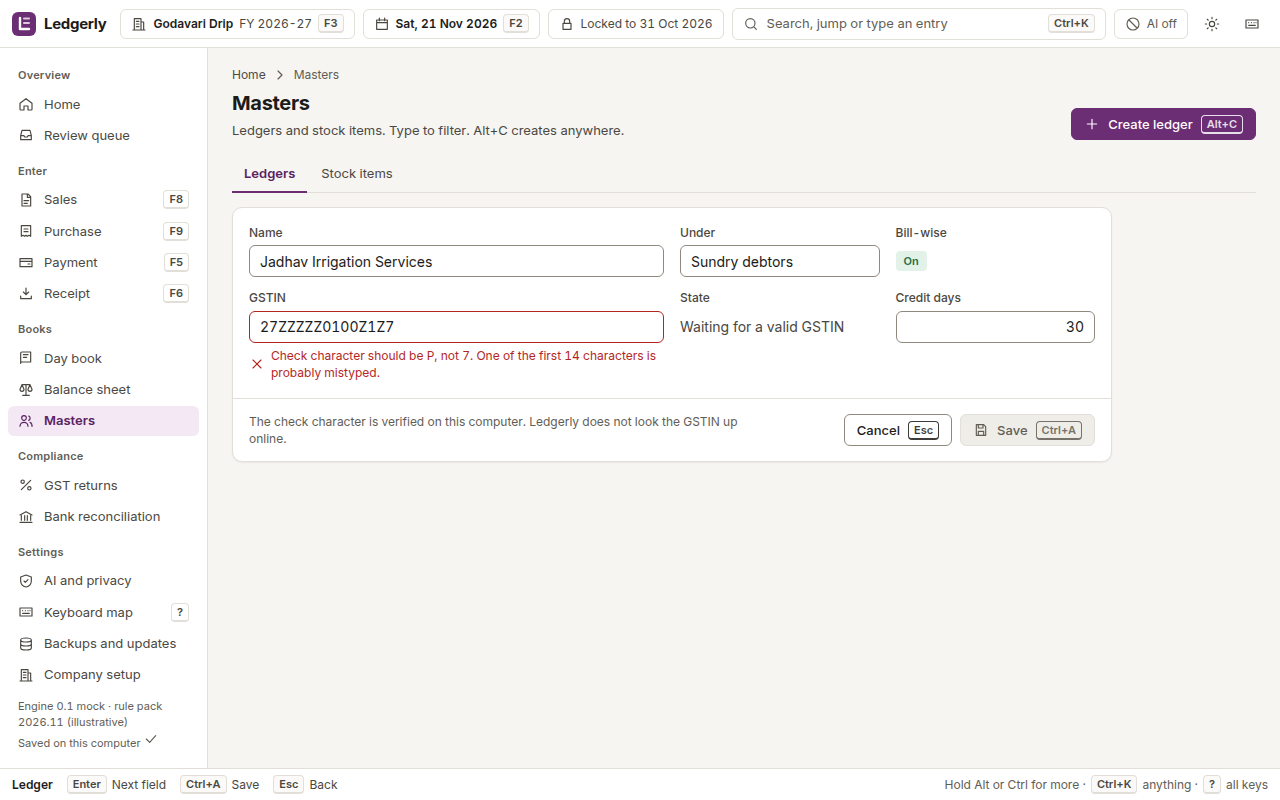 Ledgerly
Godavari Drip FY 2026-27 F3
Sat, 21 Nov 2026 F2
Locked to 31 Oct 2026
Search, jump or type an entry Ctrl+K
AI off
Overview
Home
Review queue
Enter
Sales F8
Purchase F9
Payment F5
Receipt F6
Books
Day book
Balance sheet
Masters
Compliance
GST returns
Bank reconciliation
Settings
AI and privacy
Keyboard map ?
Backups and updates
Company setup
Engine 0.1 mock · rule pack
2026.11 (illustrative)
Saved on this computer
Home Masters
Masters
Ledgers and stock items. Type to filter. Alt+C creates anywhere.
Create ledger Alt+C
Ledgers Stock items
Name Under Bill-wise
Jadhav Irrigation Services Sundry debtors On
GSTIN State Credit days
27ZZZZZ0100Z1Z7 Waiting for a valid GSTIN 30
Check character should be P, not 7. One of the first 14 characters is
probably mistyped.
The check character is verified on this computer. Ledgerly does not look the GSTIN up
online.
Cancel Esc Save Ctrl+A
Ledger Enter Next field Ctrl+A Save Esc Back
Hold Alt or Ctrl for more · Ctrl+K anything · ? all keys